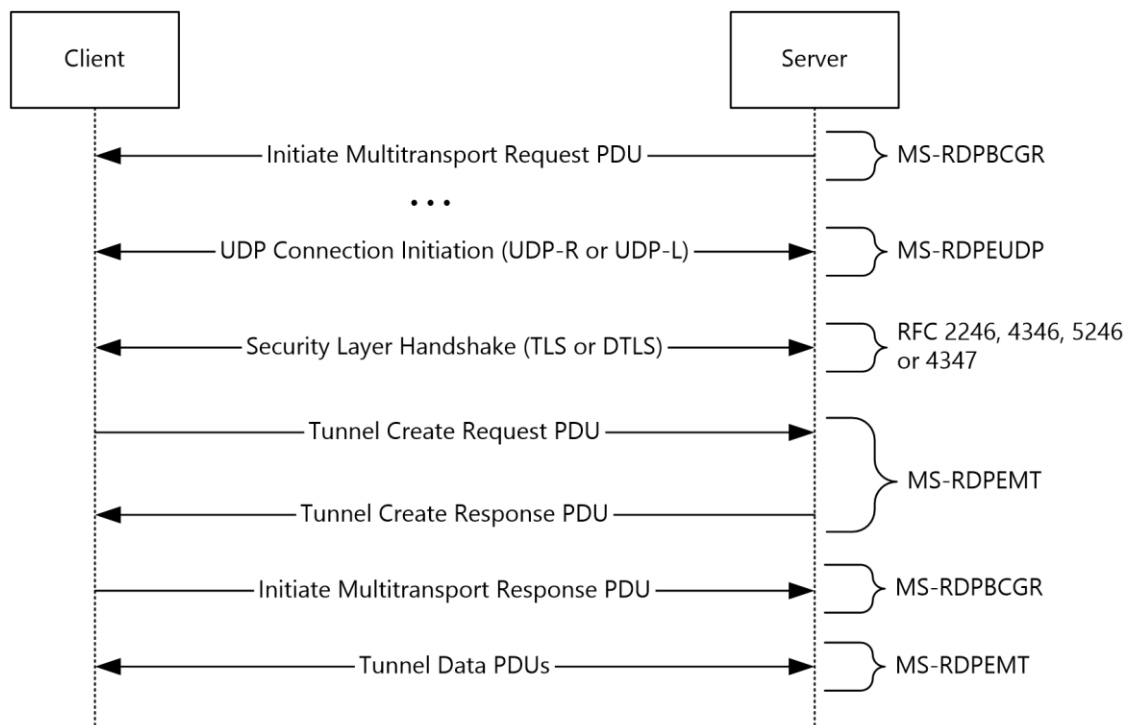 Client
Server
Initiate Multitransport Request PDU
MS-RDPBCGR
...
UDP Connection Initiation (UDP-R or UDP-L)
MS-RDPEUDP
Security Layer Handshake (TLS or DTLS)
RFC 2246, 4346, 5246
or 4347
Tunnel Create Request PDU
MS-RDPEMT
Tunnel Create Response PDU
Initiate Multitransport Response PDU
MS-RDPBCGR
Tunnel Data PDUs
MS-RDPEMT